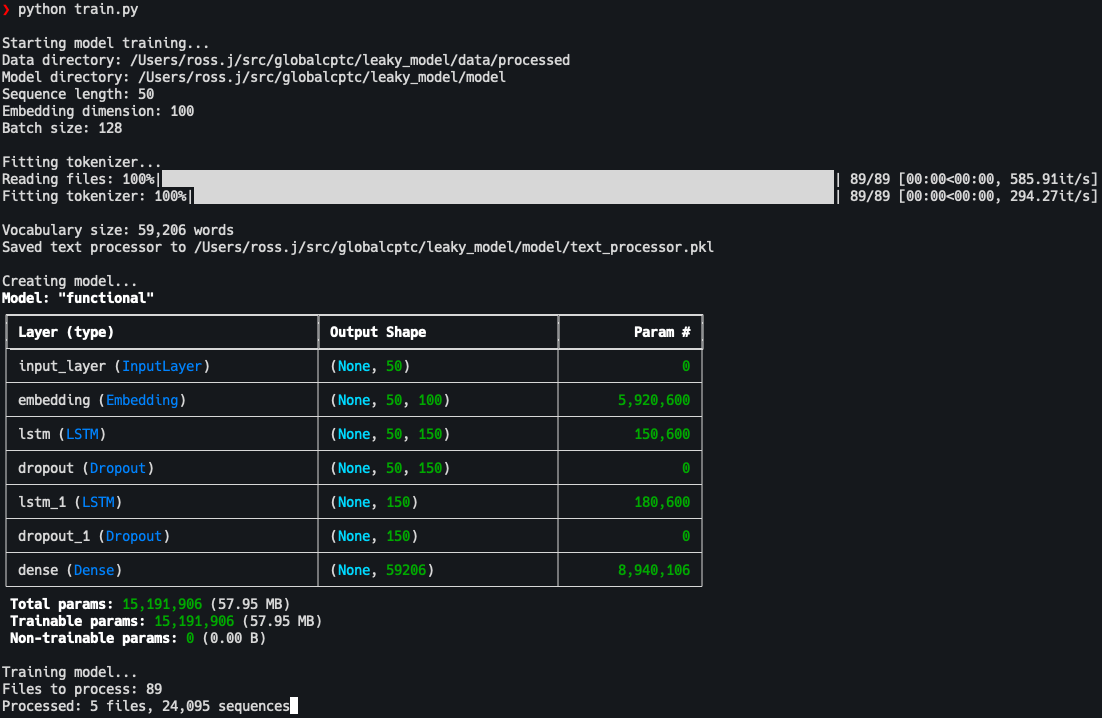 ❯ python train.py
Starting model training...
Data directory: /Users/ross.j/src/globalcptc/leaky_model/data/processed
Model directory: /Users/ross.j/src/globalcptc/leaky_model/model
Sequence length: 50
Embedding dimension: 100
Batch size: 128
Fitting tokenizer...
Reading files: 100%| | 89/89 [00:00<00:00, 585.91it/s]
Fitting tokenizer: 100%| | 89/89 [00:00<00:00, 294.27it/s]
Vocabulary size: 59,206 words
Saved text processor to /Users/ross.j/src/globalcptc/leaky_model/model/text_processor.pkl
Creating model...
Model: "functional"
Layer (type) Output Shape Param #
input_layer (InputLayer) (None, 50) 0
embedding (Embedding) (None, 50, 100) 5,920,600
lstm (LSTM) (None, 50, 150) 150,600
dropout (Dropout) (None, 50, 150) 0
lstm_1 (LSTM) (None, 150) 180,600
dropout_1 (Dropout) (None, 150) 0
dense (Dense) (None, 59206) 8,940,106
Total params: 15,191,906 (57.95 MB)
Trainable params: 15,191,906 (57.95 MB)
Non-trainable params: 0 (0.00 B)
Training model...
Files to process: 89
Processed: 5 files, 24,095 sequences